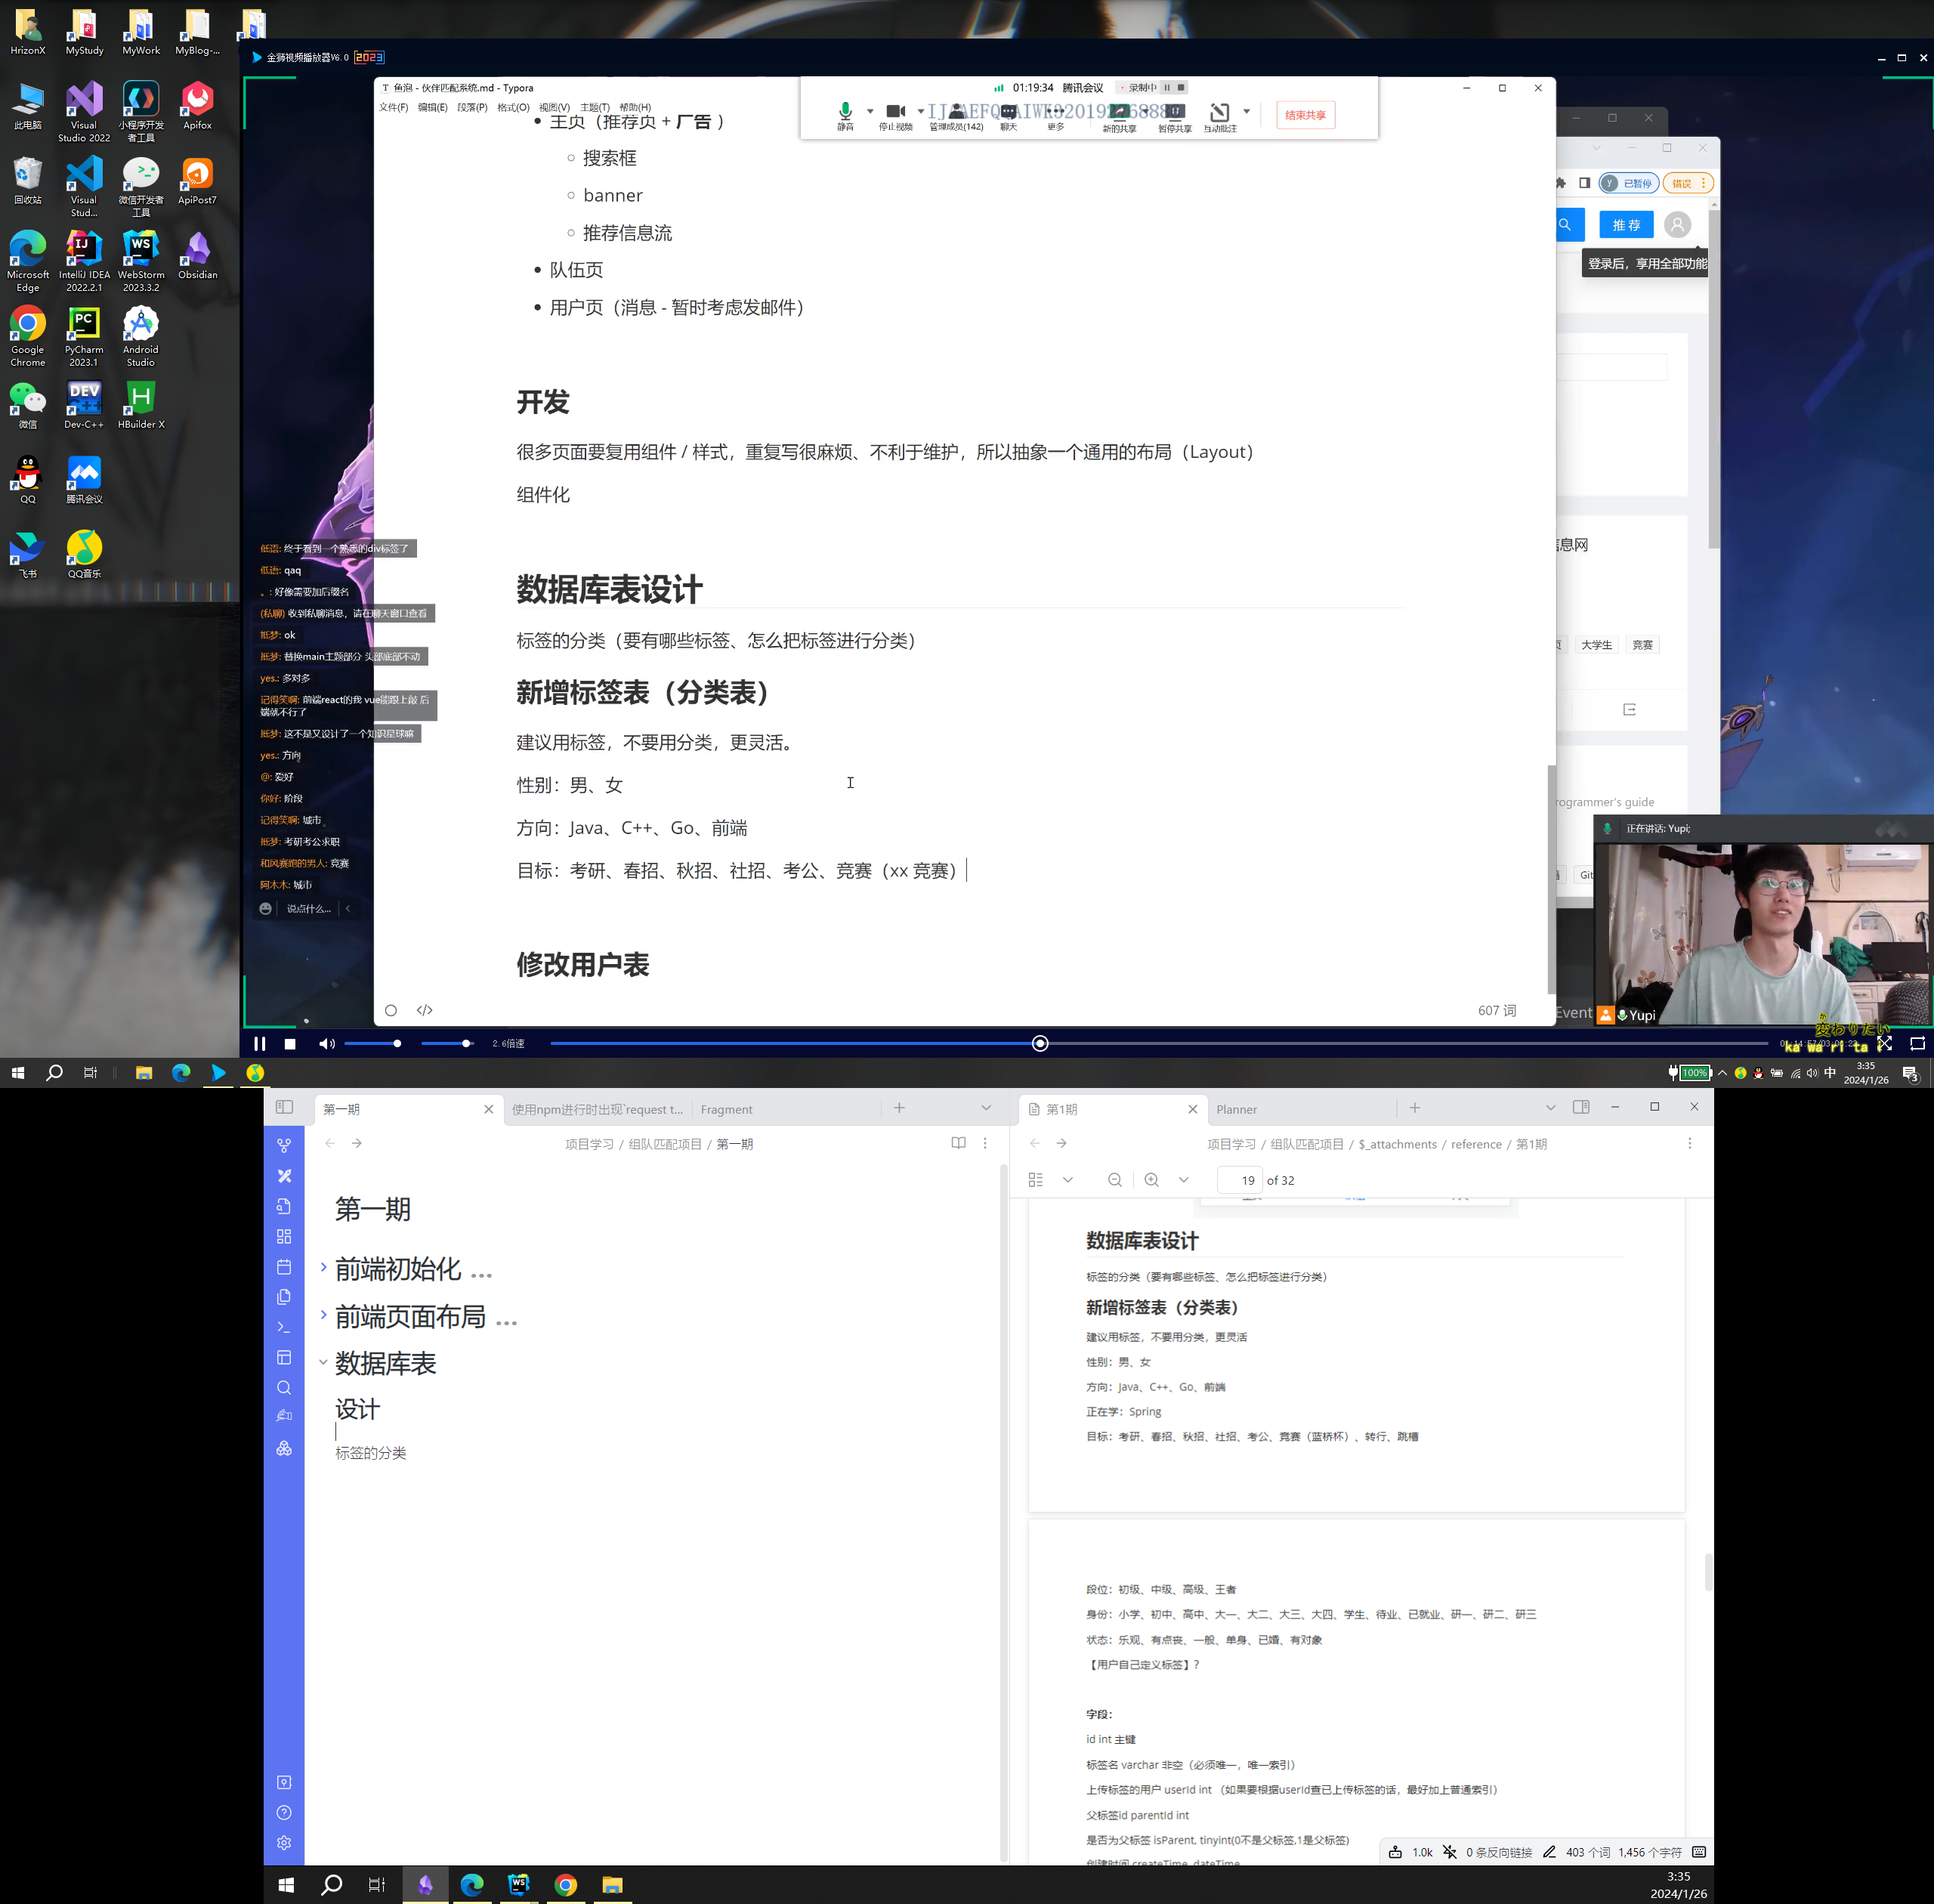 HrizonX
MyStudy
MyWork
MyBlog-...
此电脑
Visual Studio 2022
小程序开发者工具
Apifox
回收站
Visual Stud...
微信开发者工具
ApiPost7
Microsoft Edge
IntelliJ IDEA 2022.2.1
WebStorm 2023.3.2
Obsidian
Google Chrome
PyCharm 2023.1
Android Studio
微信
Dev-C++
HBuilder X
QQ
腾讯会议
飞书
QQ音乐
金狮视频播放器V6.0 2023
鱼泡 - 伙伴匹配系统.md - Typora
文件(F) 编辑(E) 段落(P) 格式(O) 视图(V) 主题(T) 帮助(H)
01:19:34 腾讯会议 录制中
静音 停止视频 管理成员(142) 聊天 更多 新的共享 暂停共享 互动批注 结束共享
主页（推荐页 + 广告 ）
搜索框
banner
推荐信息流
队伍页
用户页（消息 - 暂时考虑发邮件）
开发
很多页面要复用组件 / 样式，重复写很麻烦、不利于维护，所以抽象一个通用的布局（Layout）
组件化
数据库表设计
标签的分类（要有哪些标签、怎么把标签进行分类）
新增标签表（分类表）
建议用标签，不要用分类，更灵活。
性别：男、女
方向：Java、C++、Go、前端
目标：考研、春招、秋招、社招、考公、竞赛（xx 竞赛）
修改用户表
607 词
低语: 终于看到一个熟悉的div标签了
低语: qaq
。: 好像需要加后缀名
(私聊) 收到私聊消息，请在聊天窗口查看
抵梦: ok
抵梦: 替换main主题部分 头部底部不动
yes.: 多对多
记得笑啊: 前端react的我 vue能跟上敲 后端就不行了
抵梦: 这不是又设计了一个知识星球嘛
yes.: 方向
@: 爱好
你好: 阶段
记得笑啊: 城市
抵梦: 考研考公求职
和风赛跑的男人: 竞赛
阿木木: 城市
说点什么...
y 已暂停 错误
推荐
登录后，享用全部功能
息网
大学生 竞赛
rogrammer's guide
Git
Event
正在讲话: Yupi;
Yupi
2.6倍速
変わりたい
ka wa ri ta i
100%
中
3:35
2024/1/26
3
第一期
使用npm进行时出现`request t...
Fragment
项目学习 / 组队匹配项目 / 第一期
第一期
前端初始化 ...
前端页面布局 ...
数据库表
设计
标签的分类
第1期
Planner
项目学习 / 组队匹配项目 / $_attachments / reference / 第1期
19 of 32
数据库表设计
标签的分类（要有哪些标签、怎么把标签进行分类）
新增标签表（分类表）
建议用标签，不要用分类，更灵活
性别：男、女
方向：Java、C++、Go、前端
正在学：Spring
目标：考研、春招、秋招、社招、考公、竞赛（蓝桥杯）、转行、跳槽
段位：初级、中级、高级、王者
身份：小学、初中、高中、大一、大二、大三、大四、学生、待业、已就业、研一、研二、研三
状态：乐观、有点丧、一般、单身、已婚、有对象
【用户自己定义标签】?
字段：
id int 主键
标签名 varchar 非空（必须唯一，唯一索引）
上传标签的用户 userId int （如果要根据userId查已上传标签的话，最好加上普通索引）
父标签id parentId int
是否为父标签 isParent, tinyint(0不是父标签,1是父标签)
创建时间 createTime, dateTime
1.0k 0 条反向链接 403 个词 1,456 个字符
3:35
2024/1/26